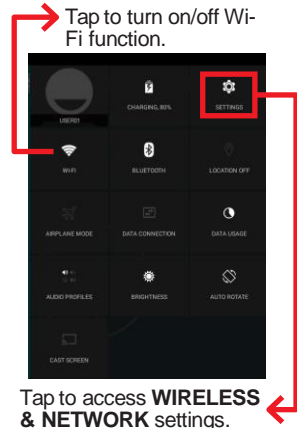 Tap to turn on/off Wi-
Fi function.
USER01
CHARGING, 80%
SETTINGS
WI-FI
BLUETOOTH
LOCATION OFF
AIRPLANE MODE
DATA CONNECTION
DATA USAGE
AUDIO PROFILES
BRIGHTNESS
AUTO ROTATE
CAST SCREEN
Tap to access WIRELESS
& NETWORK settings.